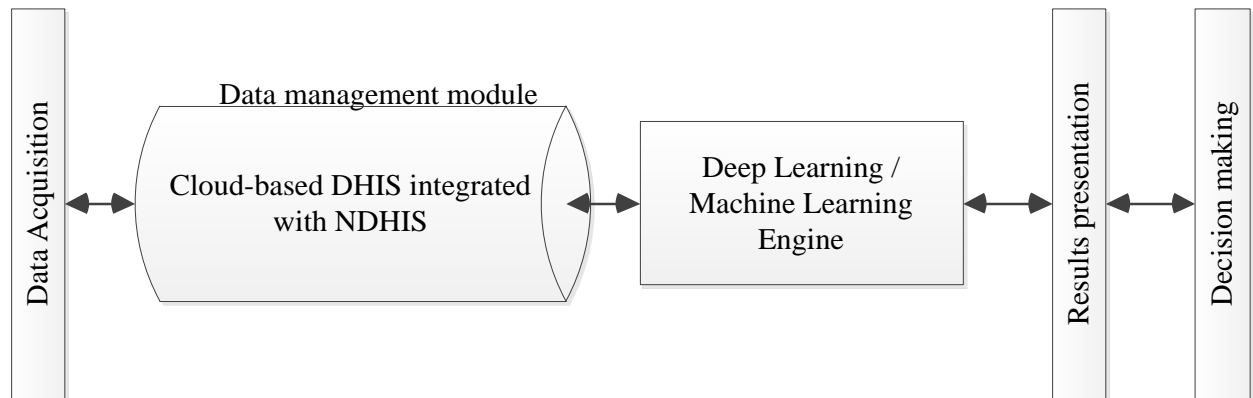 Data Acquisition
Data management module
Cloud-based DHIS integrated
with NDHIS
Deep Learning /
Machine Learning
Engine
Results presentation
Decision making